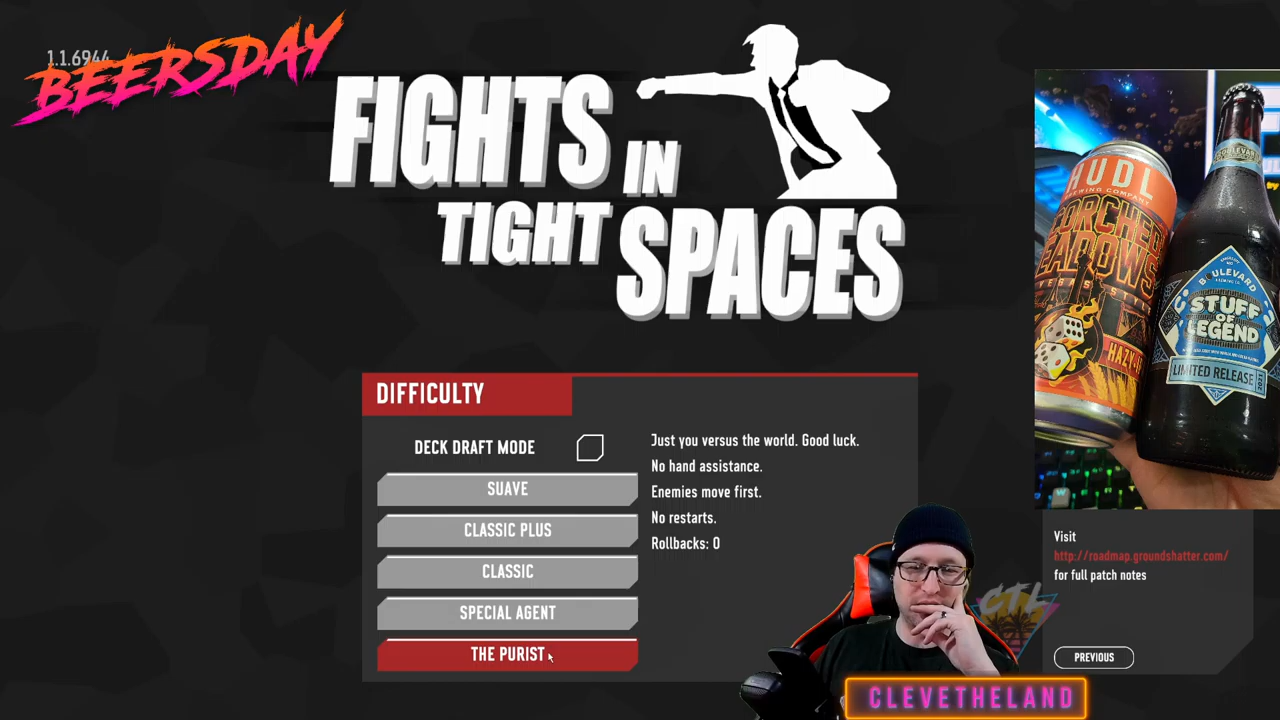 1.1.6944
BEERSDAY
FIGHTS
IN
TIGHT
SPACES
DIFFICULTY
DECK DRAFT MODE
SUAVE
CLASSIC PLUS
CLASSIC
SPECIAL AGENT
THE PURIST
Just you versus the world. Good luck.
No hand assistance.
Enemies move first.
No restarts.
Rollbacks: 0
HUDL
BREWING COMPANY
BOULEVARD
STUFF
OF
LEGEND
LIMITED RELEASE
Visit
http://roadmap.groundshatter.com/
for full patch notes
PREVIOUS
CTL
CLEVETHELAND